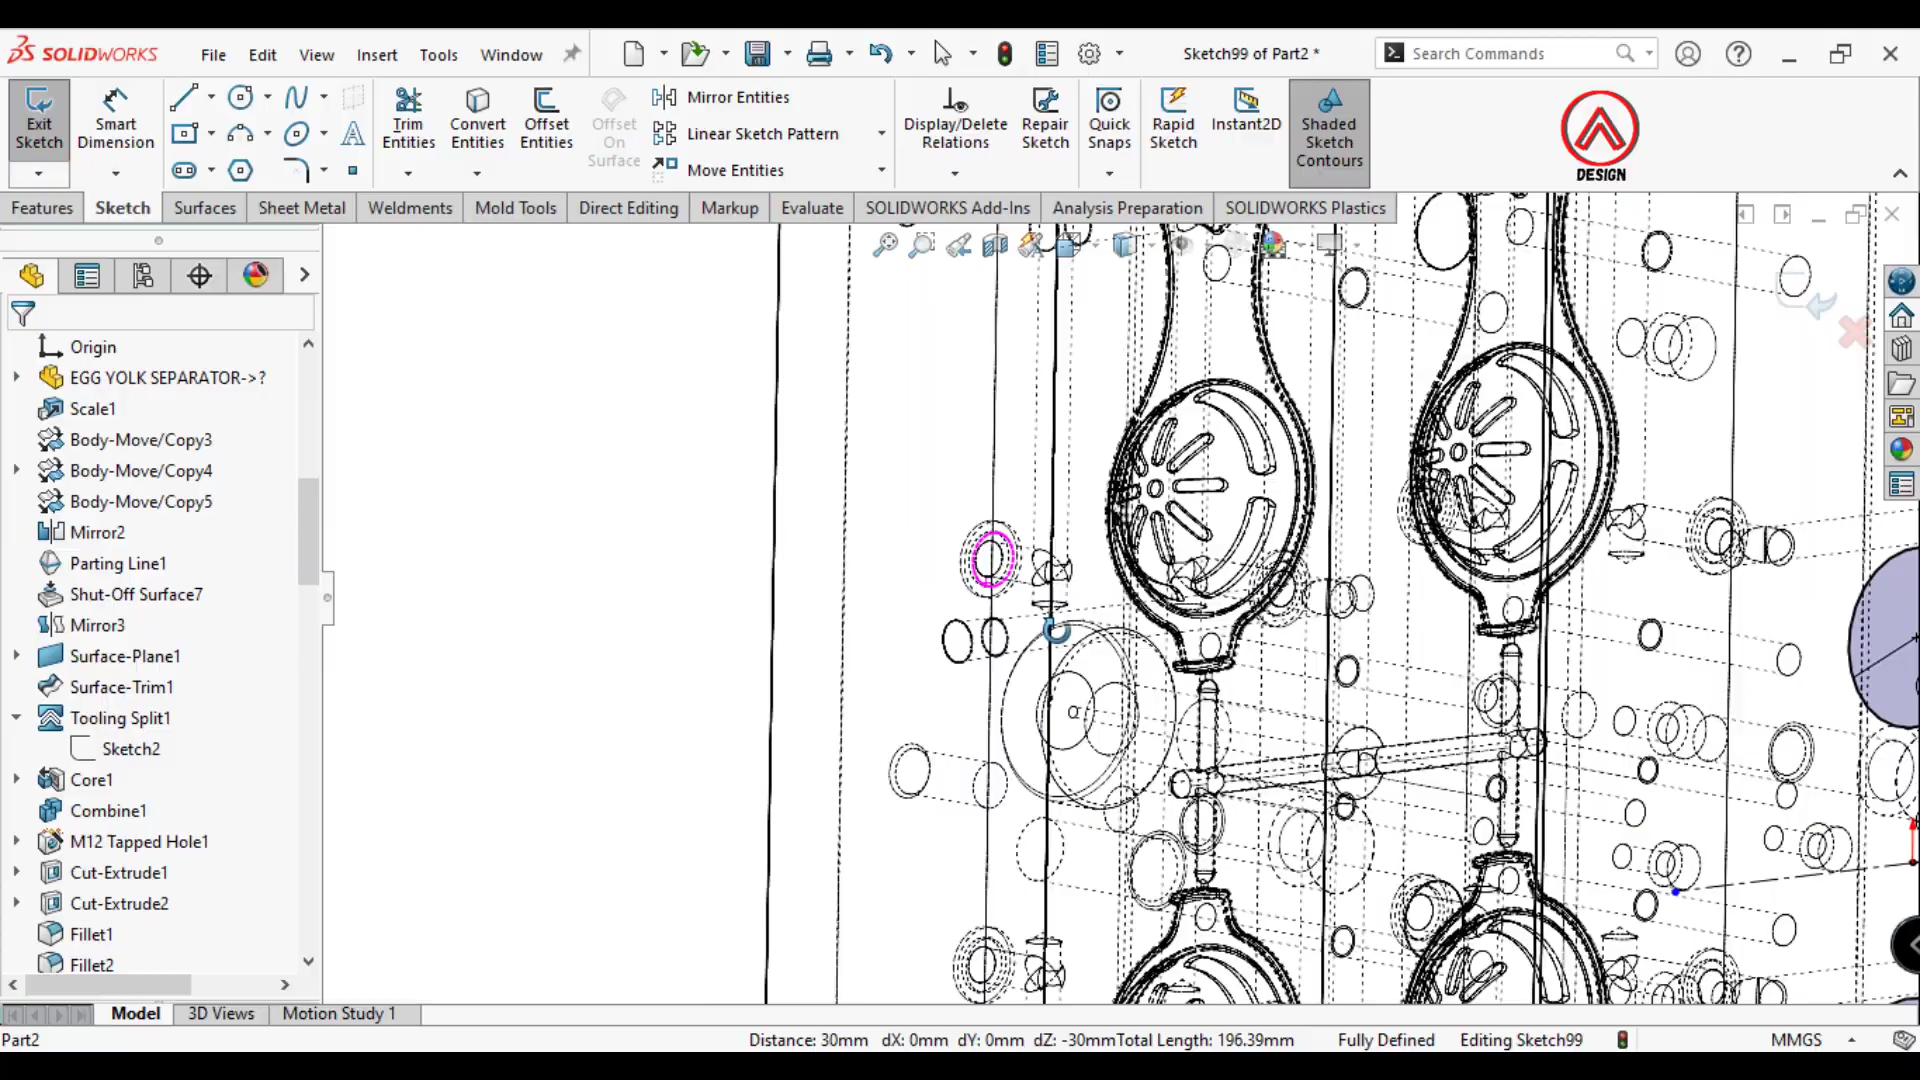 SOLIDWORKS File Edit View Insert Tools Window Sketch99 of Part2 * Search Commands
Exit Sketch
Smart Dimension
Trim Entities
Convert Entities
Offset Entities
Offset On Surface
Mirror Entities
Linear Sketch Pattern
Move Entities
Display/Delete Relations
Repair Sketch
Quick Snaps
Rapid Sketch
Instant2D
Shaded Sketch Contours
DESIGN
Features Sketch Surfaces Sheet Metal Weldments Mold Tools Direct Editing Markup Evaluate SOLIDWORKS Add-Ins Analysis Preparation SOLIDWORKS Plastics
Origin
EGG YOLK SEPARATOR->?
Scale1
Body-Move/Copy3
Body-Move/Copy4
Body-Move/Copy5
Mirror2
Parting Line1
Shut-Off Surface7
Mirror3
Surface-Plane1
Surface-Trim1
Tooling Split1
Sketch2
Core1
Combine1
M12 Tapped Hole1
Cut-Extrude1
Cut-Extrude2
Fillet1
Fillet2
Model 3D Views Motion Study 1
Part2 Distance: 30mm dX: 0mm dY: 0mm dZ: -30mmTotal Length: 196.39mm Fully Defined Editing Sketch99 MMGS